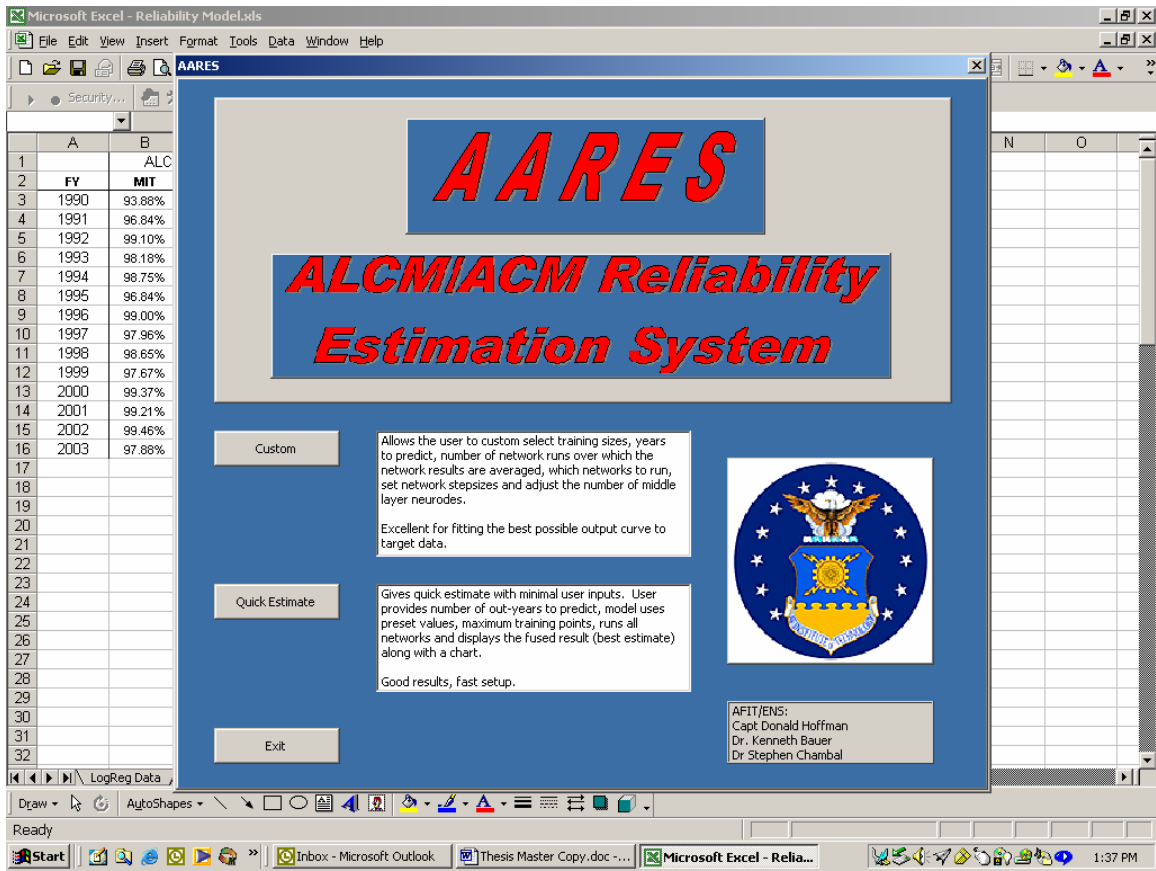 Microsoft Excel - Reliability Model.xls
File Edit View Insert Format Tools Data Window Help
AARES
Security...
A B N O
1 ALC
2 FY MIT
3 1990 93.88%
4 1991 96.84%
5 1992 99.10%
6 1993 98.18%
7 1994 98.75%
8 1995 96.84%
9 1996 99.00%
10 1997 97.96%
11 1998 98.65%
12 1999 97.67%
13 2000 99.37%
14 2001 99.21%
15 2002 99.46%
16 2003 97.88%
17
18
19
20
21
22
23
24
25
26
27
28
29
30
31
32
AARES
ALCM/ACM Reliability
Estimation System
Custom
Allows the user to custom select training sizes, years
to predict, number of network runs over which the
network results are averaged, which networks to run,
set network stepsizes and adjust the number of middle
layer neurodes.
Excellent for fitting the best possible output curve to
target data.
Quick Estimate
Gives quick estimate with minimal user inputs. User
provides number of out-years to predict, model uses
preset values, maximum training points, runs all
networks and displays the fused result (best estimate)
along with a chart.
Good results, fast setup.
Exit
AFIT/ENS:
Capt Donald Hoffman
Dr. Kenneth Bauer
Dr Stephen Chambal
LogReg Data
Draw AutoShapes
Ready
Start Inbox - Microsoft Outlook Thesis Master Copy.doc -... Microsoft Excel - Relia... 1:37 PM